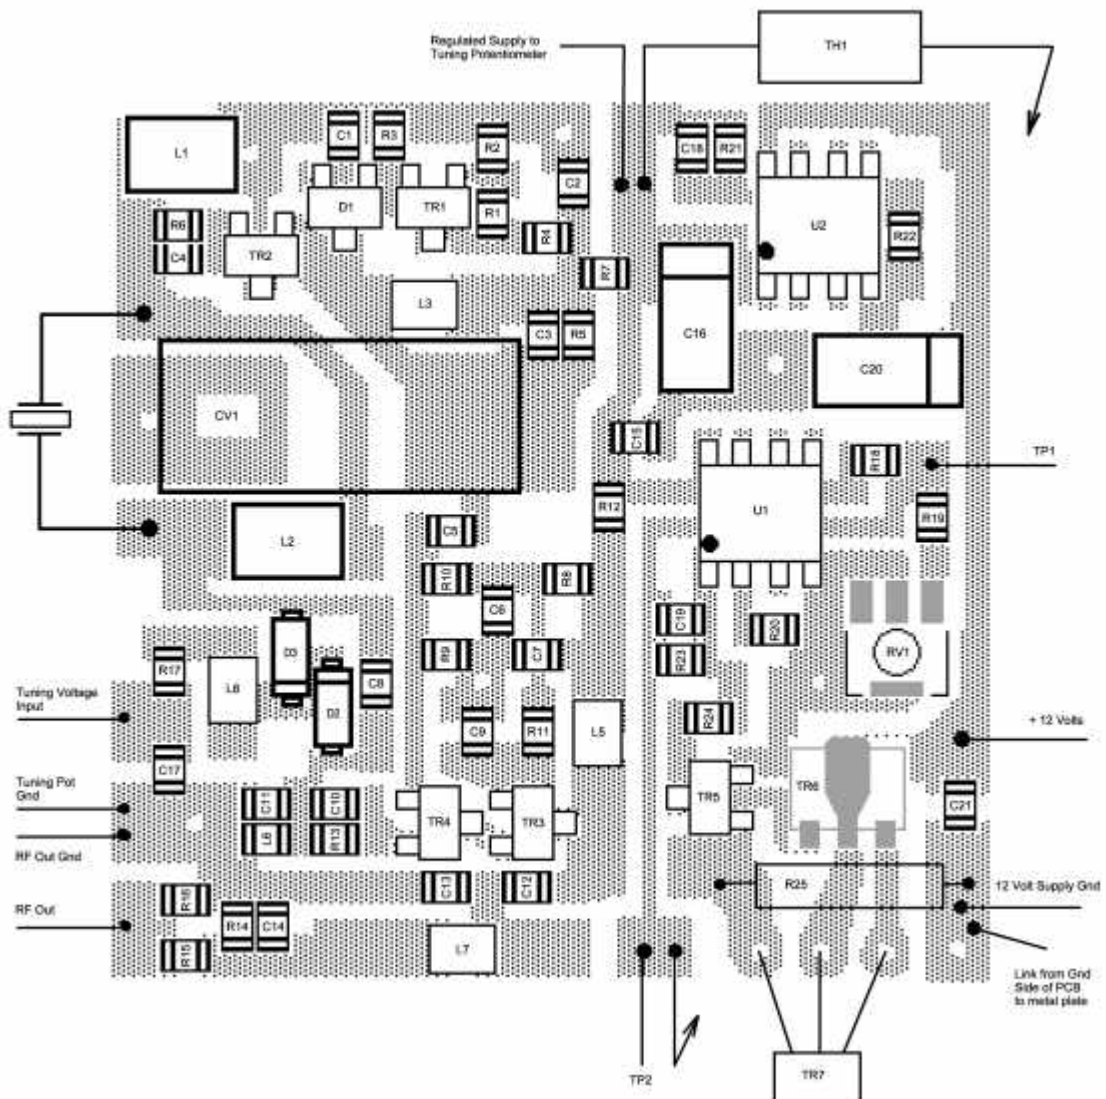 Regulated Supply to
Tuning Potentiometer
TH1
L1
C1
R3
R2
C2
C18
R21
U2
R22
R6
C4
TR2
D1
TR1
R1
R4
R7
L3
C3
R5
C16
C20
CV1
C15
R18
TP1
R12
U1
R19
L2
C5
R10
R8
C6
C19
R20
R23
RV1
R17
L6
D3
D2
C8
R9
C7
C9
R11
L5
R24
Tuning Voltage
Input
+ 12 Volts
C17
Tuning Pot
Gnd
C11
C10
L8
R13
TR4
TR3
TR5
TR6
C21
RF Out Gnd
C13
C12
R25
12 Volt Supply Gnd
RF Out
R16
R14
C14
R15
L7
Link from Gnd
Side of PCB
to metal plate
TP2
TR7